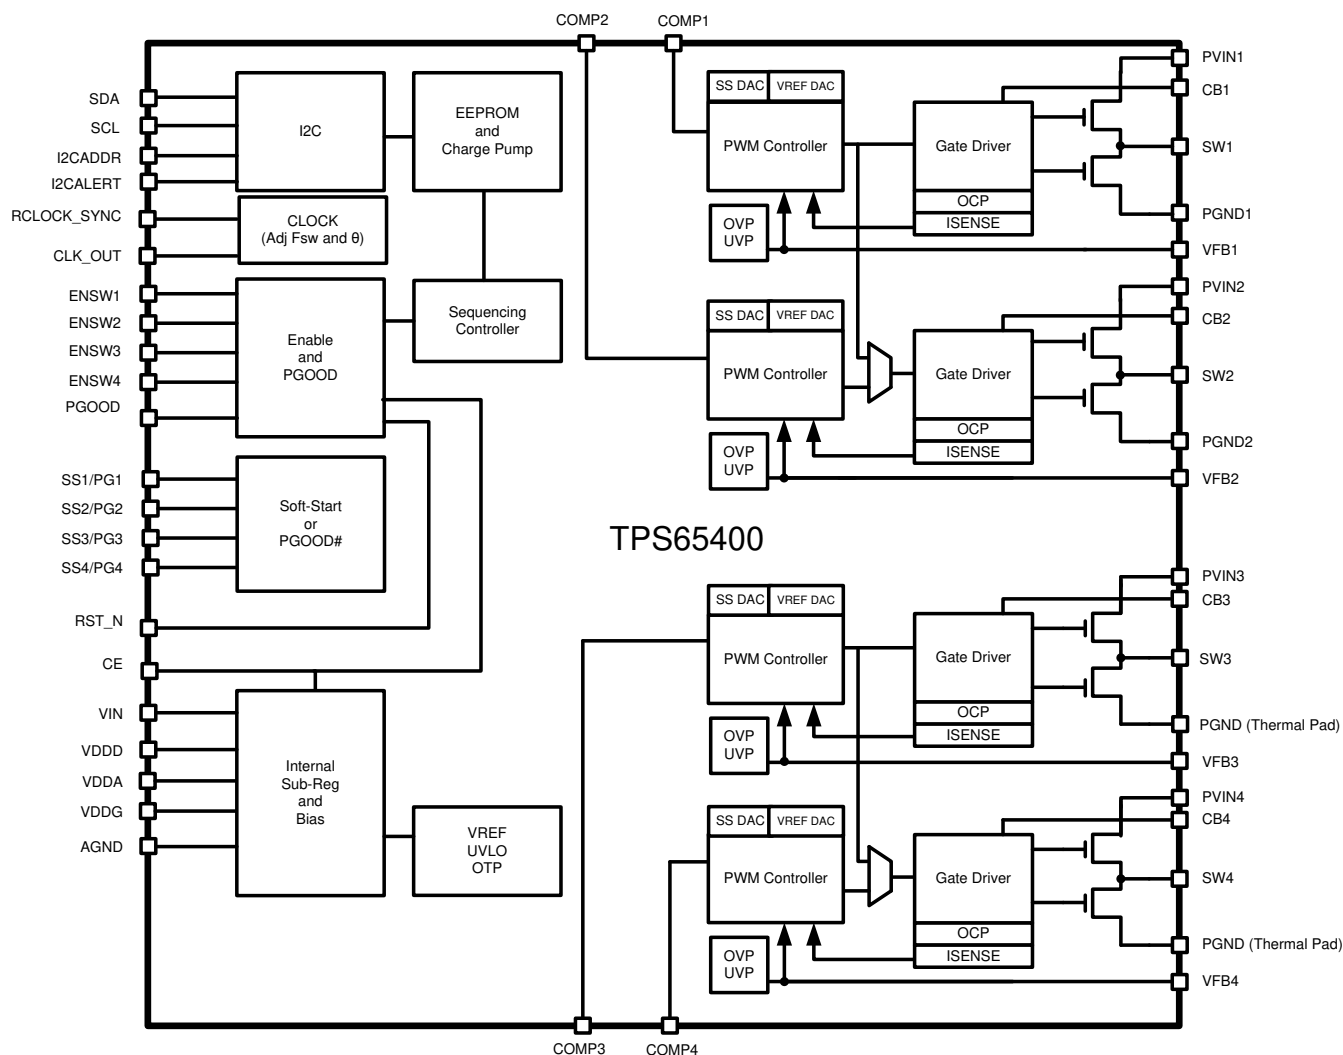 COMP2
COMP1
SDA
SCL
I2CADDR
I2CALERT
RCLOCK_SYNC
CLK_OUT
ENSW1
ENSW2
ENSW3
ENSW4
PGOOD
SS1/PG1
SS2/PG2
SS3/PG3
SS4/PG4
RST_N
CE
VIN
VDDD
VDDA
VDDG
AGND
I2C
EEPROM
and
Charge Pump
CLOCK
(Adj Fsw and θ)
Enable
and
PGOOD
Sequencing
Controller
Soft-Start
or
PGOOD#
Internal
Sub-Reg
and
Bias
VREF
UVLO
OTP
TPS65400
SS DAC
VREF DAC
PWM Controller
OVP
UVP
Gate Driver
OCP
ISENSE
PVIN1
CB1
SW1
PGND1
VFB1
SS DAC
VREF DAC
PWM Controller
OVP
UVP
Gate Driver
OCP
ISENSE
PVIN2
CB2
SW2
PGND2
VFB2
SS DAC
VREF DAC
PWM Controller
OVP
UVP
Gate Driver
OCP
ISENSE
PVIN3
CB3
SW3
PGND (Thermal Pad)
VFB3
SS DAC
VREF DAC
PWM Controller
OVP
UVP
Gate Driver
OCP
ISENSE
PVIN4
CB4
SW4
PGND (Thermal Pad)
VFB4
COMP3
COMP4